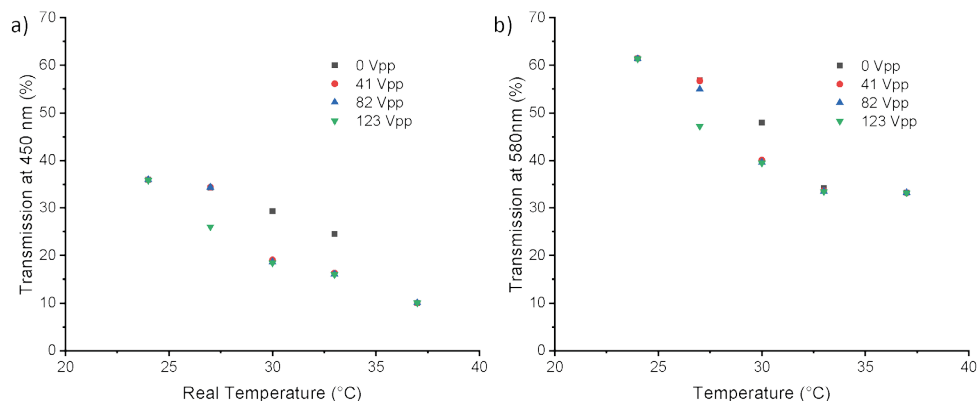 a)
Transmission at 450 nm (%)
70
60
50
40
30
20
10
0
0 Vpp
41 Vpp
82 Vpp
123 Vpp
20
25
30
35
40
Real Temperature (°C)
b)
Transmission at 580nm (%)
70
60
50
40
30
20
10
0
0 Vpp
41 Vpp
82 Vpp
123 Vpp
20
25
30
35
40
Temperature (°C)